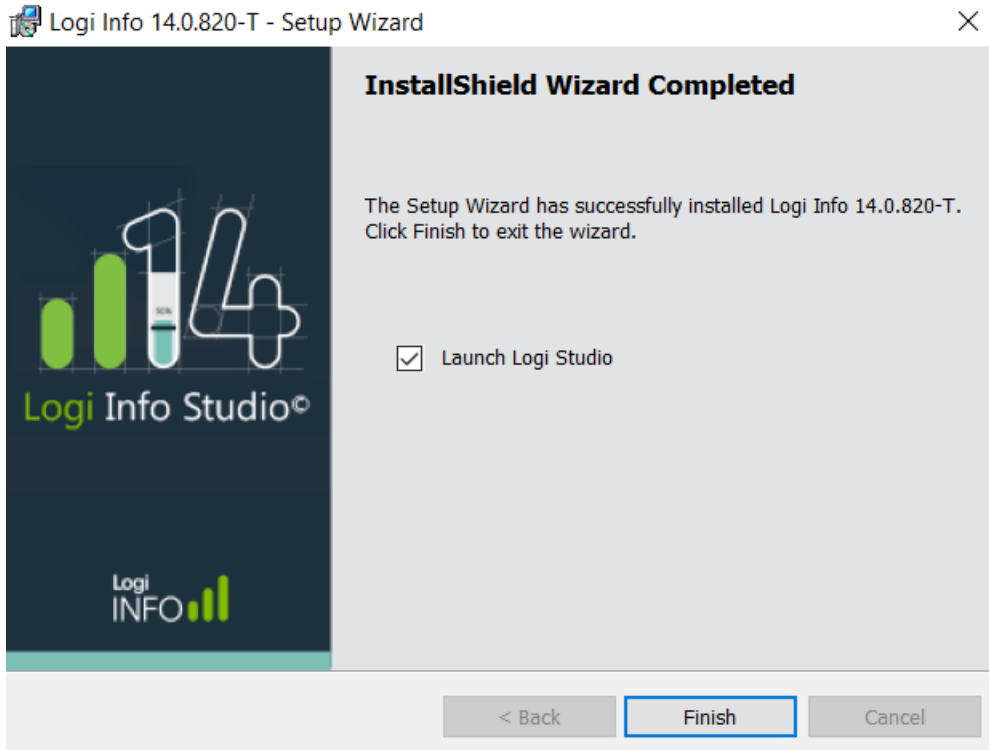 Logi Info 14.0.820-T - Setup Wizard
InstallShield Wizard Completed
The Setup Wizard has successfully installed Logi Info 14.0.820-T.
Click Finish to exit the wizard.
Launch Logi Studio
14
50%
Logi Info Studio©
Logi
INFO
< Back
Finish
Cancel